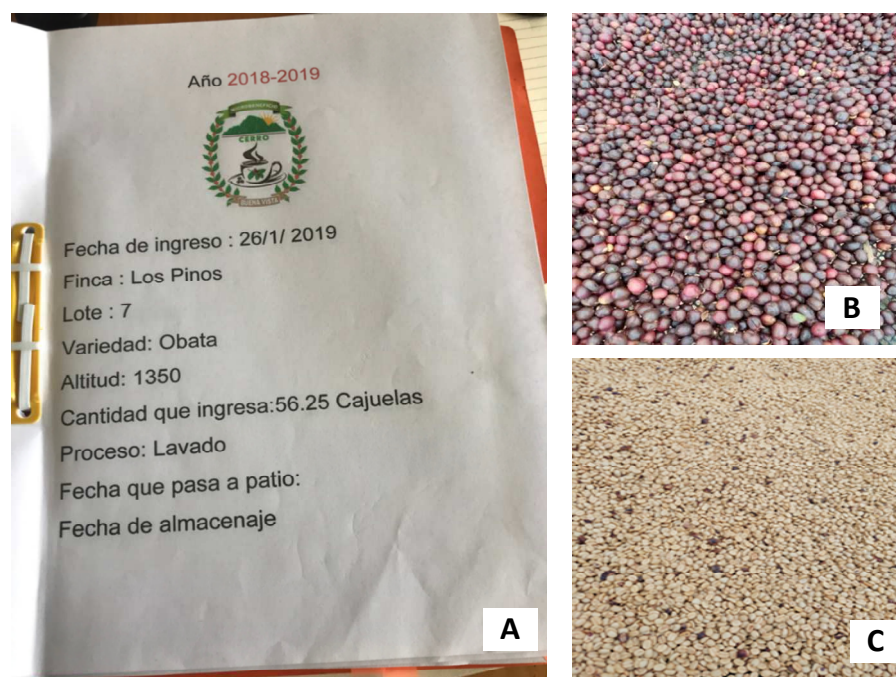 Año 2018-2019
CERRO
BUENA VISTA
Fecha de ingreso : 26/1/ 2019
Finca : Los Pinos
Lote : 7
Variedad: Obata
Altitud: 1350
Cantidad que ingresa:56.25 Cajuelas
Proceso: Lavado
Fecha que pasa a patio:
Fecha de almacenaje
A
B
C